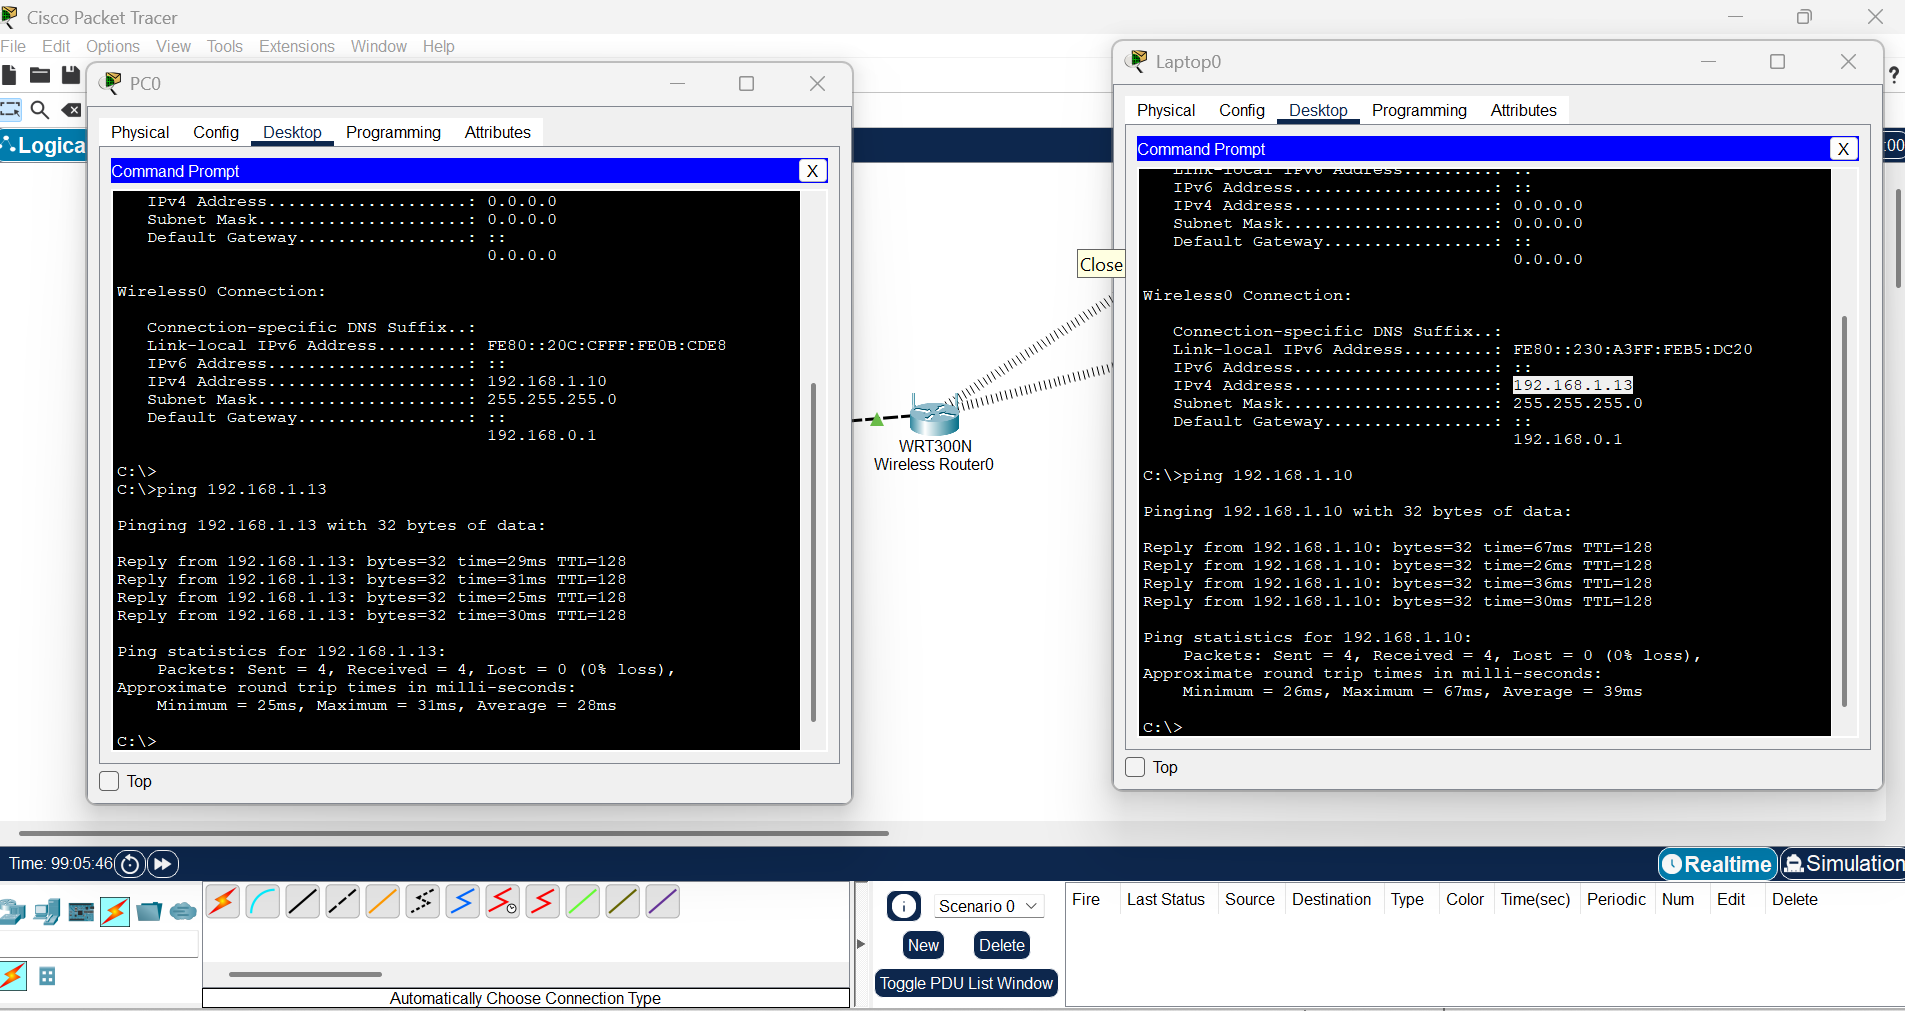 Cisco Packet Tracer
File Edit Options View Tools Extensions Window Help
Logica
PC0
Physical Config Desktop Programming Attributes
Command Prompt X
IPv4 Address....................: 0.0.0.0
Subnet Mask.....................: 0.0.0.0
Default Gateway.................: ::
0.0.0.0
Wireless0 Connection:
Connection-specific DNS Suffix..:
Link-local IPv6 Address.........: FE80::20C:CFFF:FE0B:CDE8
IPv6 Address....................: ::
IPv4 Address....................: 192.168.1.10
Subnet Mask.....................: 255.255.255.0
Default Gateway.................: ::
192.168.0.1
C:\>
C:\>ping 192.168.1.13
Pinging 192.168.1.13 with 32 bytes of data:
Reply from 192.168.1.13: bytes=32 time=29ms TTL=128
Reply from 192.168.1.13: bytes=32 time=31ms TTL=128
Reply from 192.168.1.13: bytes=32 time=25ms TTL=128
Reply from 192.168.1.13: bytes=32 time=30ms TTL=128
Ping statistics for 192.168.1.13:
Packets: Sent = 4, Received = 4, Lost = 0 (0% loss),
Approximate round trip times in milli-seconds:
Minimum = 25ms, Maximum = 31ms, Average = 28ms
C:\>
Top
Close
WRT300N
Wireless Router0
Laptop0
Physical Config Desktop Programming Attributes
Command Prompt X
Link-local IPv6 Address.........: ::
IPv6 Address....................: ::
IPv4 Address....................: 0.0.0.0
Subnet Mask.....................: 0.0.0.0
Default Gateway.................: ::
0.0.0.0
Wireless0 Connection:
Connection-specific DNS Suffix..:
Link-local IPv6 Address.........: FE80::230:A3FF:FEB5:DC20
IPv6 Address....................: ::
IPv4 Address....................: 192.168.1.13
Subnet Mask.....................: 255.255.255.0
Default Gateway.................: ::
192.168.0.1
C:\>ping 192.168.1.10
Pinging 192.168.1.10 with 32 bytes of data:
Reply from 192.168.1.10: bytes=32 time=67ms TTL=128
Reply from 192.168.1.10: bytes=32 time=26ms TTL=128
Reply from 192.168.1.10: bytes=32 time=36ms TTL=128
Reply from 192.168.1.10: bytes=32 time=30ms TTL=128
Ping statistics for 192.168.1.10:
Packets: Sent = 4, Received = 4, Lost = 0 (0% loss),
Approximate round trip times in milli-seconds:
Minimum = 26ms, Maximum = 67ms, Average = 39ms
C:\>
Top
?
:00
Time: 99:05:46
Realtime Simulation
Scenario 0
New Delete
Toggle PDU List Window
Fire Last Status Source Destination Type Color Time(sec) Periodic Num Edit Delete
Automatically Choose Connection Type